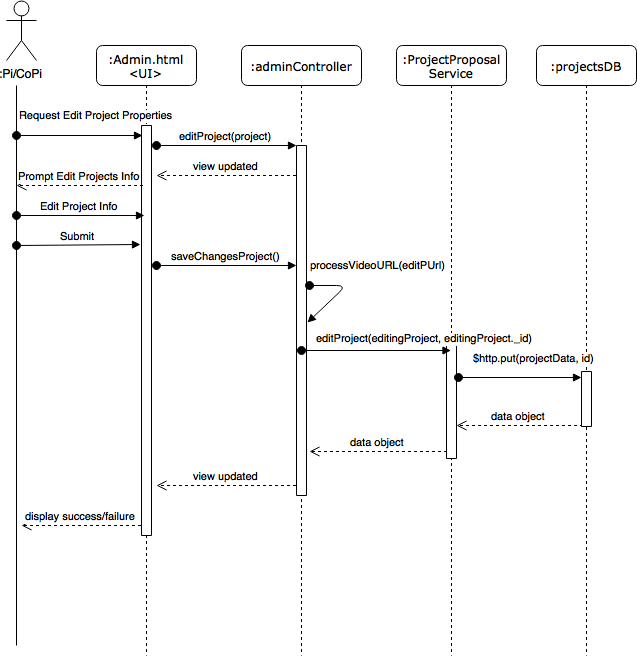 :Pi/CoPi
:Admin.html
<UI>
:adminController
:ProjectProposal
Service
:projectsDB
Request Edit Project Properties
editProject(project)
view updated
Prompt Edit Projects Info
Edit Project Info
Submit
saveChangesProject()
processVideoURL(editPUrl)
editProject(editingProject, editingProject._id)
$http.put(projectData, id)
data object
data object
view updated
display success/failure